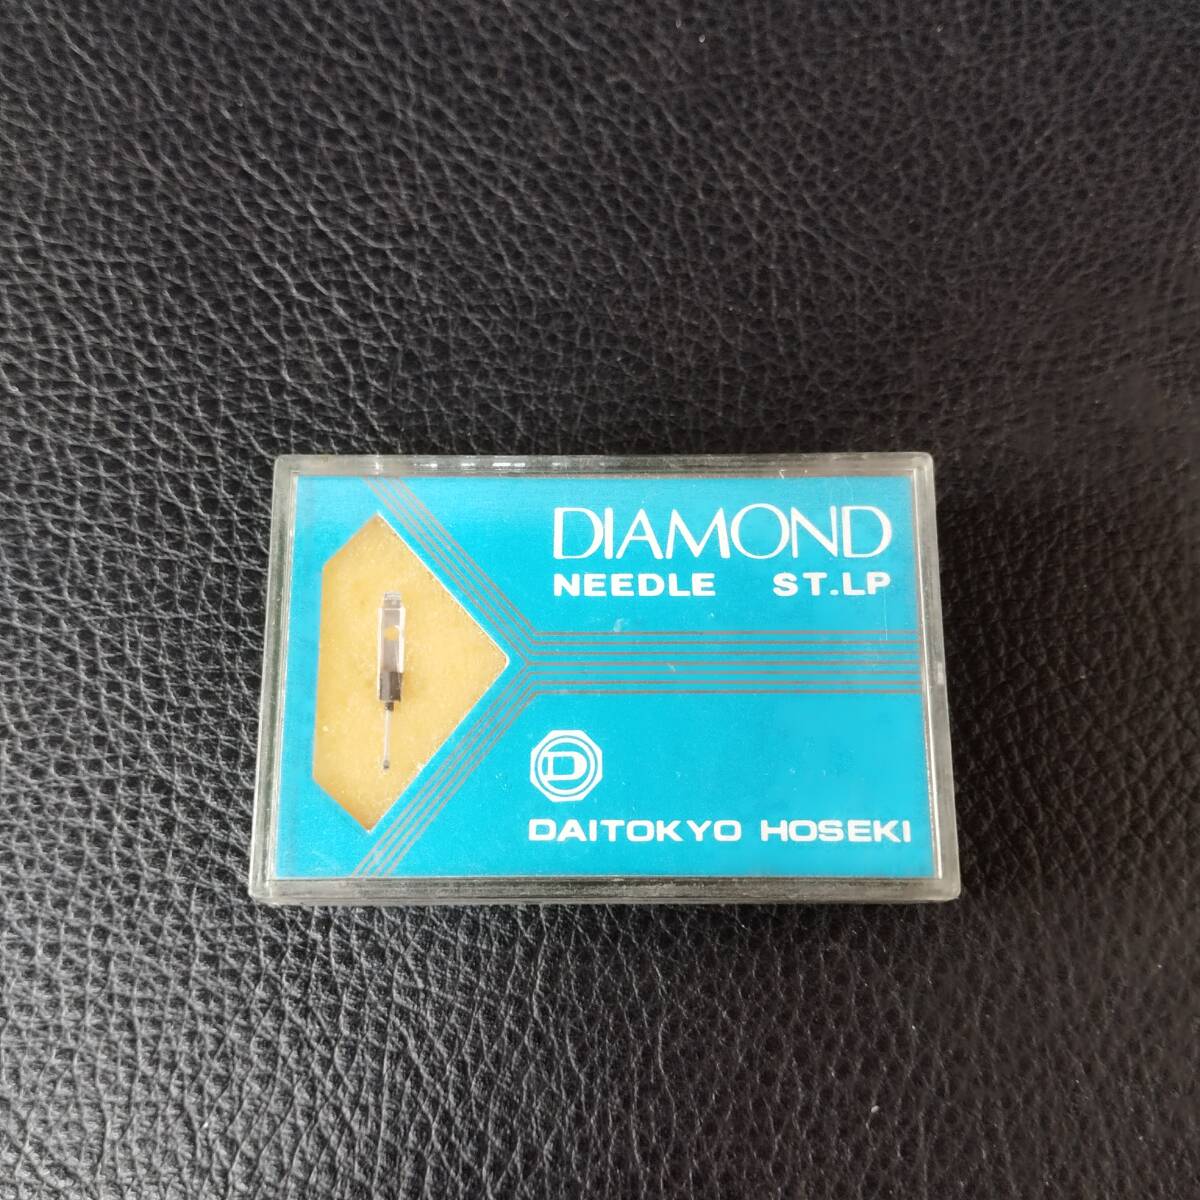 DIAMOND
NEEDLE ST.LP
D
DAITOKYO HOSEKI